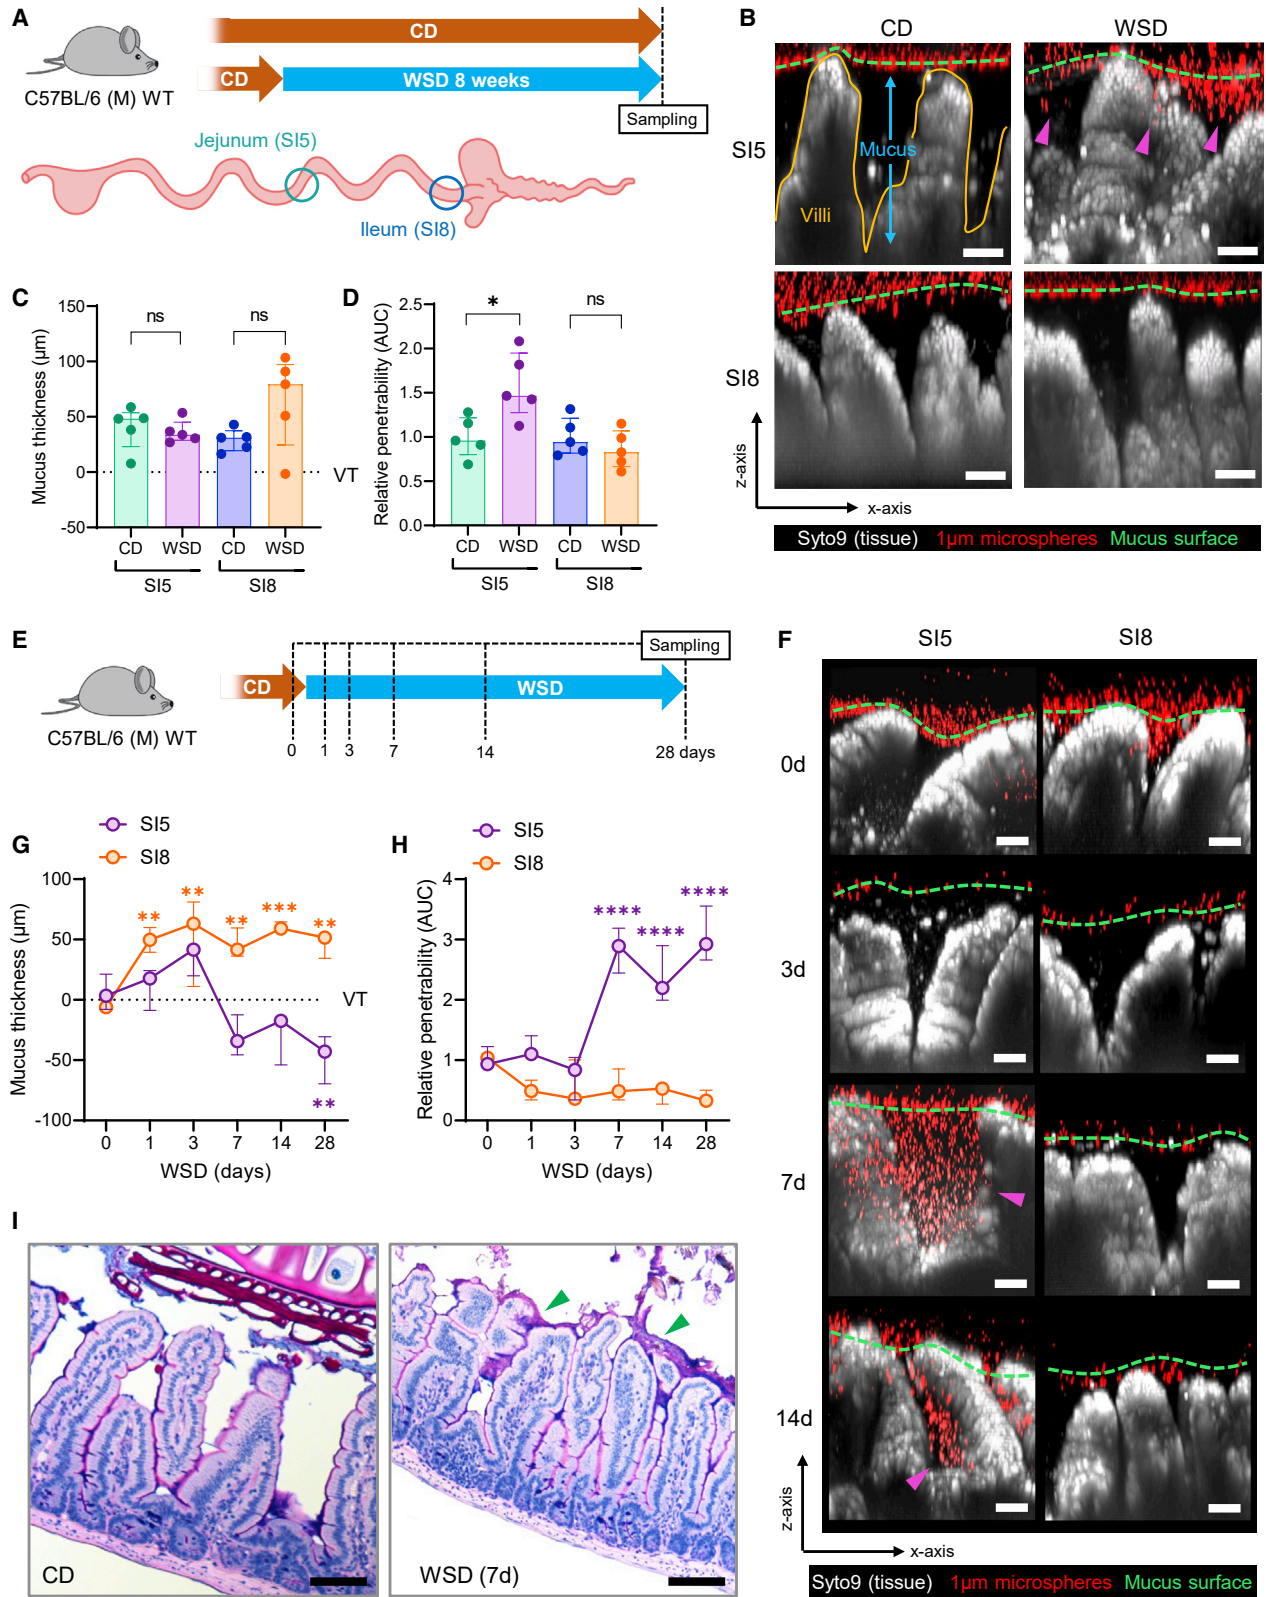 A
CD
CD
WSD 8 weeks
C57BL/6 (M) WT
Sampling
Jejunum (SI5)
Ileum (SI8)
B
CD
WSD
SI5
Mucus
Villi
SI8
z-axis
x-axis
Syto9 (tissue) 1µm microspheres Mucus surface
C
Mucus thickness (µm)
150
100
50
0
-50
ns
ns
VT
CD WSD CD WSD
SI5 SI8
D
Relative penetrability (AUC)
2.5
2.0
1.5
1.0
0.5
0.0
*
ns
CD WSD CD WSD
SI5 SI8
E
CD
WSD
Sampling
C57BL/6 (M) WT
0 1 3 7 14 28 days
F
SI5 SI8
0d
3d
7d
14d
z-axis
x-axis
Syto9 (tissue) 1µm microspheres Mucus surface
G
SI5
SI8
Mucus thickness (µm)
100
50
0
-50
-100
** ** ** *** **
**
VT
0 1 3 7 14 28
WSD (days)
H
SI5
SI8
Relative penetrability (AUC)
4
3
2
1
0
**** **** ****
0 1 3 7 14 28
WSD (days)
I
CD
WSD (7d)